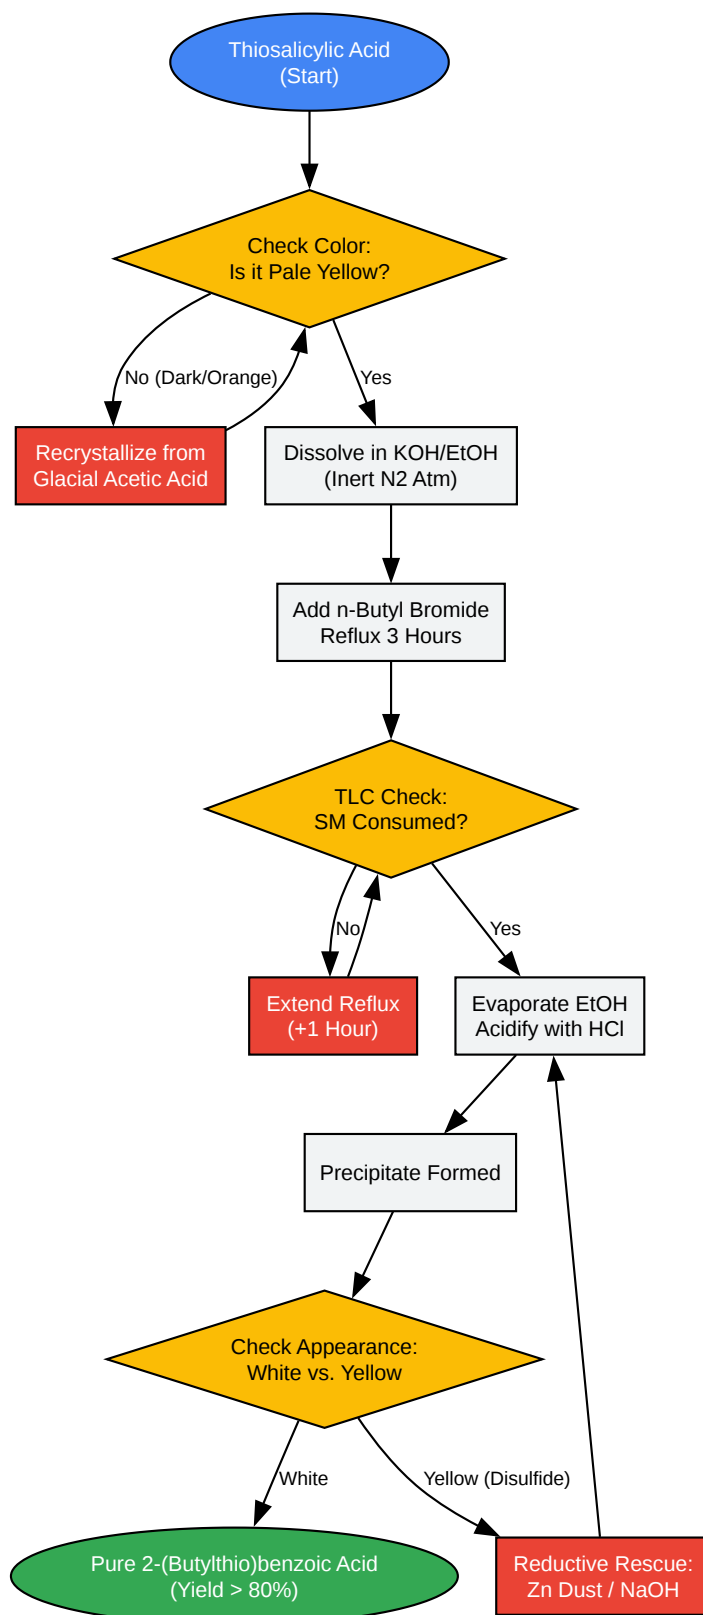 Thiosalicylic Acid
(Start)
Check Color:
Is it Pale Yellow?
No (Dark/Orange)
Yes
Recrystallize from
Glacial Acetic Acid
Dissolve in KOH/EtOH
(Inert N2 Atm)
Add n-Butyl Bromide
Reflux 3 Hours
TLC Check:
SM Consumed?
No
Yes
Extend Reflux
(+1 Hour)
Evaporate EtOH
Acidify with HCl
Precipitate Formed
Check Appearance:
White vs. Yellow
White
Yellow (Disulfide)
Pure 2-(Butylthio)benzoic Acid
(Yield > 80%)
Reductive Rescue:
Zn Dust / NaOH